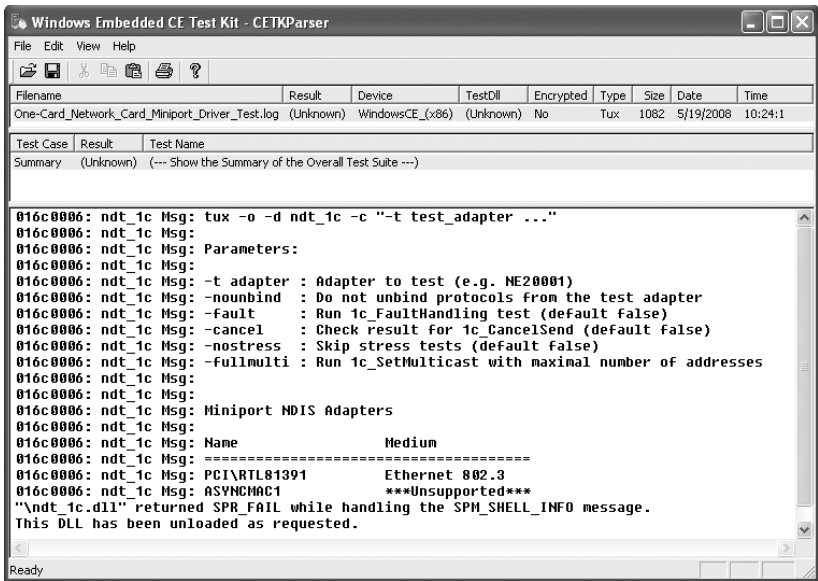 Windows Embedded CE Test Kit - CETKParser
File Edit View Help
Filename Result Device TestDll Encrypted Type Size Date Time
One-Card_Network_Card_Miniport_Driver_Test.log (Unknown) WindowsCE_(x86) (Unknown) No Tux 1082 5/19/2008 10:24:1
Test Case Result Test Name
Summary (Unknown) (--- Show the Summary of the Overall Test Suite ---)
016c0006: ndt_1c Msg: tux -o -d ndt_1c -c "-t test_adapter ..."
016c0006: ndt_1c Msg:
016c0006: ndt_1c Msg: Parameters:
016c0006: ndt_1c Msg:
016c0006: ndt_1c Msg: -t adapter : Adapter to test (e.g. NE20001)
016c0006: ndt_1c Msg: -nounbind : Do not unbind protocols from the test adapter
016c0006: ndt_1c Msg: -fault : Run 1c_FaultHandling test (default false)
016c0006: ndt_1c Msg: -cancel : Check result for 1c_CancelSend (default false)
016c0006: ndt_1c Msg: -nostress : Skip stress tests (default false)
016c0006: ndt_1c Msg: -fullmulti : Run 1c_SetMulticast with maximal number of addresses
016c0006: ndt_1c Msg:
016c0006: ndt_1c Msg:
016c0006: ndt_1c Msg: Miniport NDIS Adapters
016c0006: ndt_1c Msg:
016c0006: ndt_1c Msg: Name Medium
016c0006: ndt_1c Msg: ======================================
016c0006: ndt_1c Msg: PCI\RTL81391 Ethernet 802.3
016c0006: ndt_1c Msg: ASYNCMAC1 ***Unsupported***
"\ndt_1c.dll" returned SPR_FAIL while handling the SPM_SHELL_INFO message.
This DLL has been unloaded as requested.
Ready